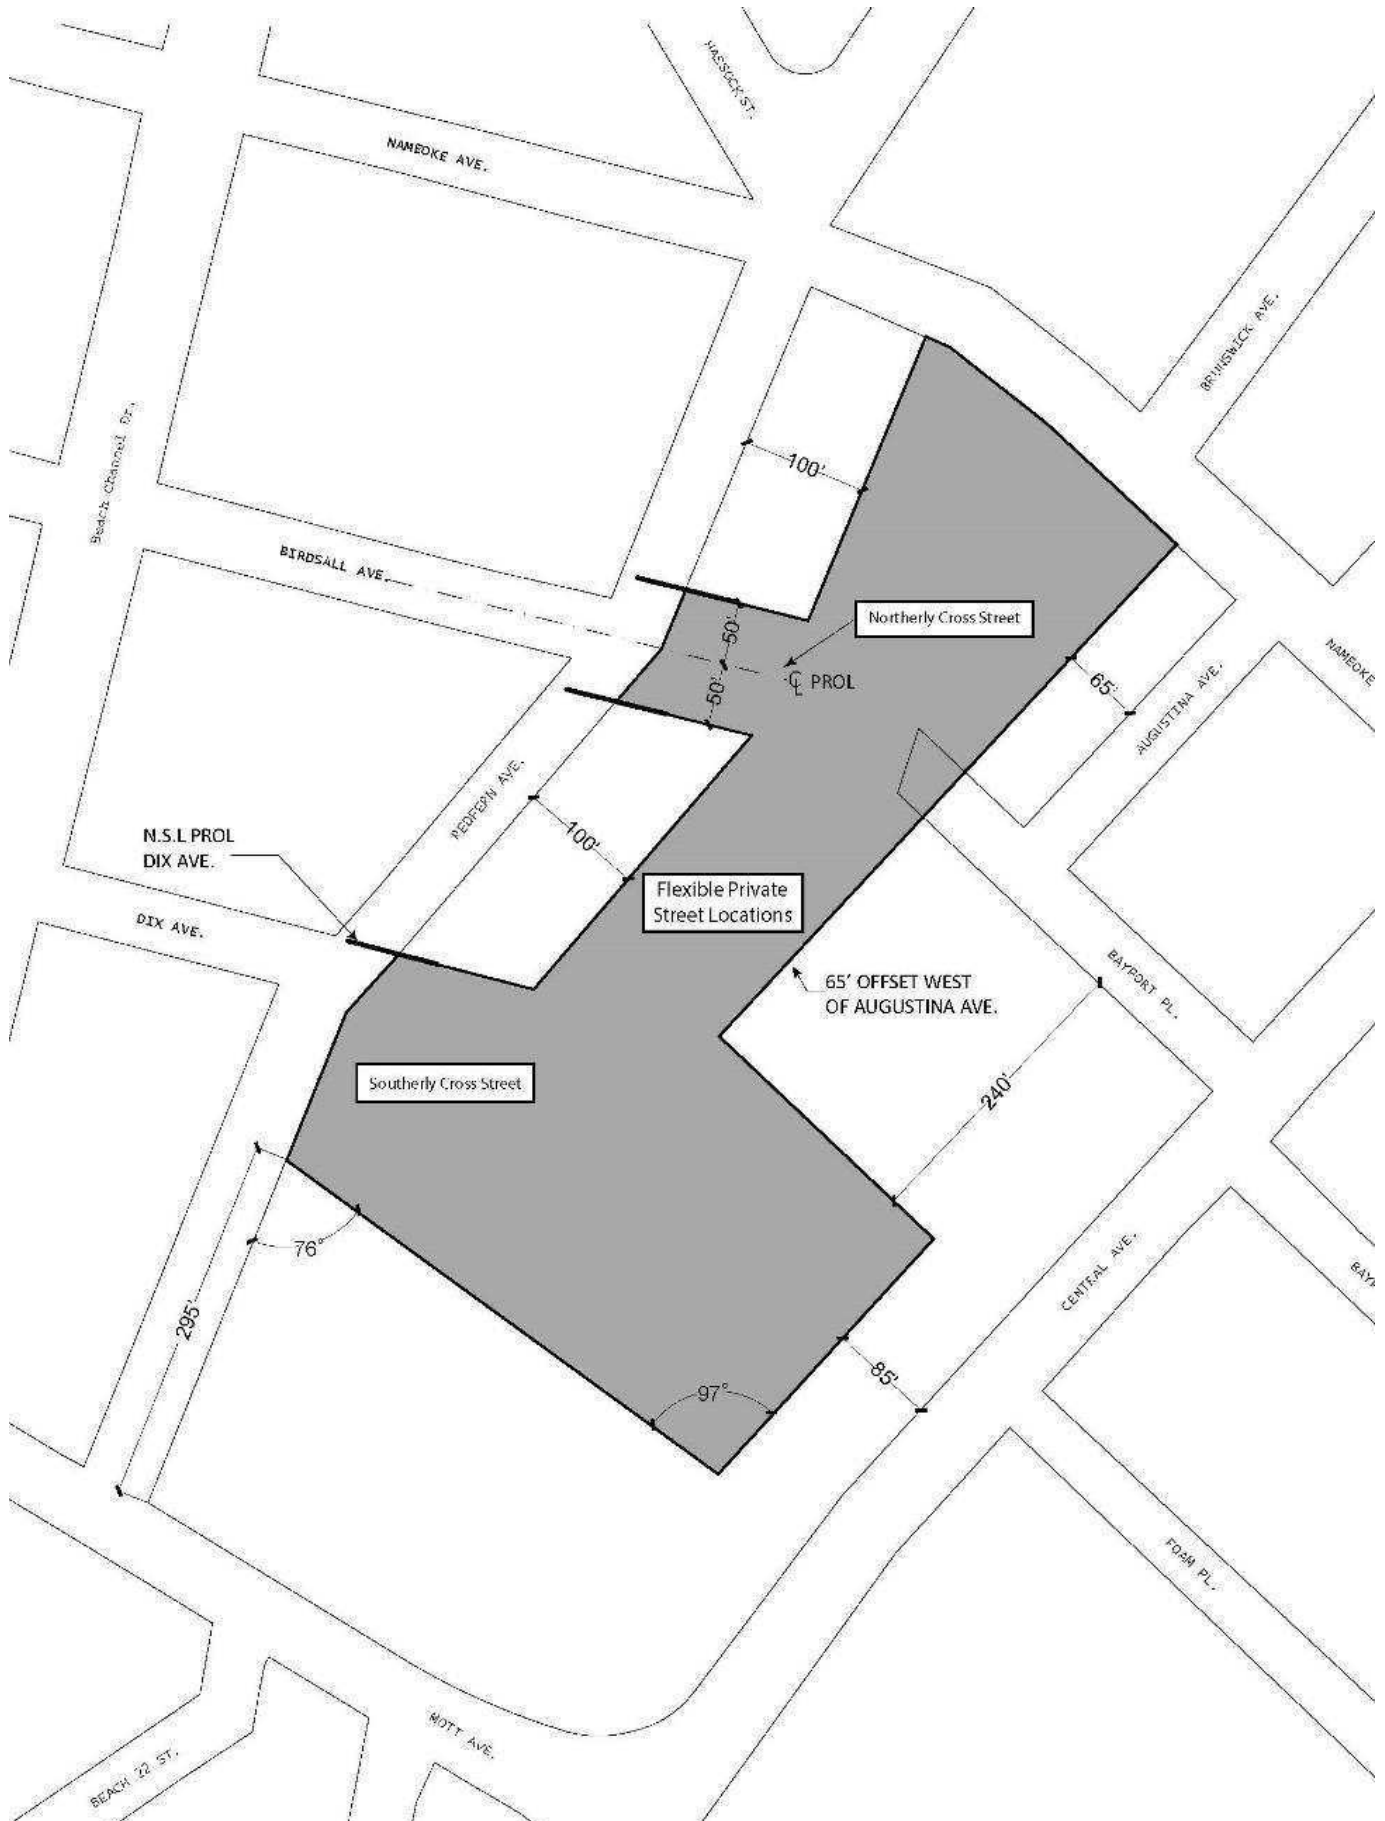 HASSOCK ST.
NAMEOKE AVE.
BRUNSWICK AVE.
Beach Channel Dr.
100'
BIRDSALL AVE.
50'
Northerly Cross Street
NAMEOKE
50'
℄ PROL
65'
AUGUSTINA AVE.
REDFERN AVE.
N.S.L PROL
DIX AVE.
100'
Flexible Private
Street Locations
DIX AVE.
BAYPORT PL.
65' OFFSET WEST
OF AUGUSTINA AVE.
Southerly Cross Street
240'
76°
CENTRAL AVE.
BAYP
295'
85'
97°
FOAM PL.
MOTT AVE.
BEACH 22 ST.